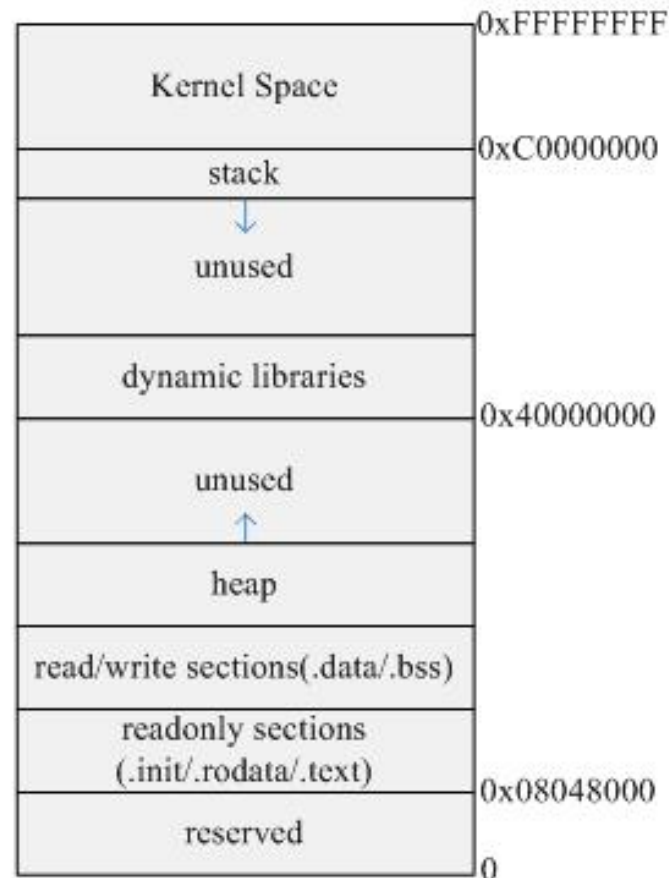 0xFFFFFFFF
Kernel Space
0xC0000000
stack
unused
dynamic libraries
0x40000000
unused
heap
read/write sections(.data/.bss)
readonly sections
(.init/.rodata/.text)
0x08048000
reserved
0